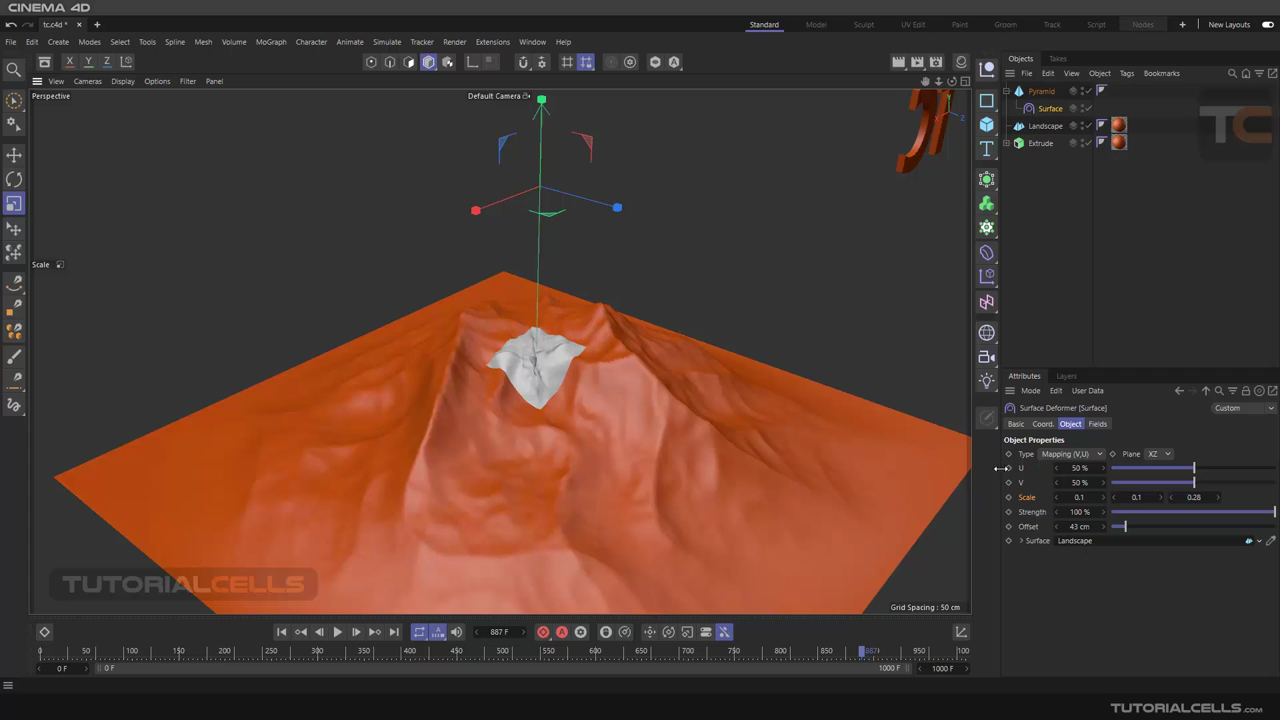 CINEMA 4D
tc.c4d *
Standard Model Sculpt UV Edit Paint Groom Track Script Nodes New Layouts
File Edit Create Modes Select Tools Spline Mesh Volume MoGraph Character Animate Simulate Tracker Render Extensions Window Help
X Y Z
Objects Takes
File Edit View Object Tags Bookmarks
View Cameras Display Filter Options Panel
Perspective
Default Camera
Pyramid
Surface
Landscape
Extrude
TC
Scale
Attributes Layers
Mode Edit User Data
Surface Deformer [Surface]
Custom
Basic Coord. Object Fields
Object Properties
Type Mapping (V,U) Plane XZ
U 50 %
V 50 %
Scale 0.1 0.1 0.28
Strength 100 %
Offset 43 cm
Surface Landscape
TUTORIALCELLS
Grid Spacing : 50 cm
887 F
0 50 100 150 200 250 300 350 400 450 500 550 600 650 700 750 800 850 887 900 950 100
0 F 0 F 1000 F 1000 F
TUTORIALCELLS.com